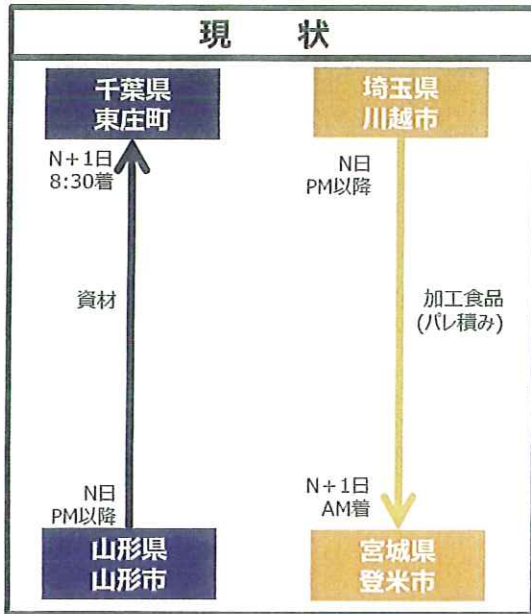 現 状
千葉県
東庄町
N+1日
8:30着
資材
N日
PM以降
山形県
山形市
埼玉県
川越市
N日
PM以降
加工食品
(パレ積み)
N+1日
AM着
宮城県
登米市